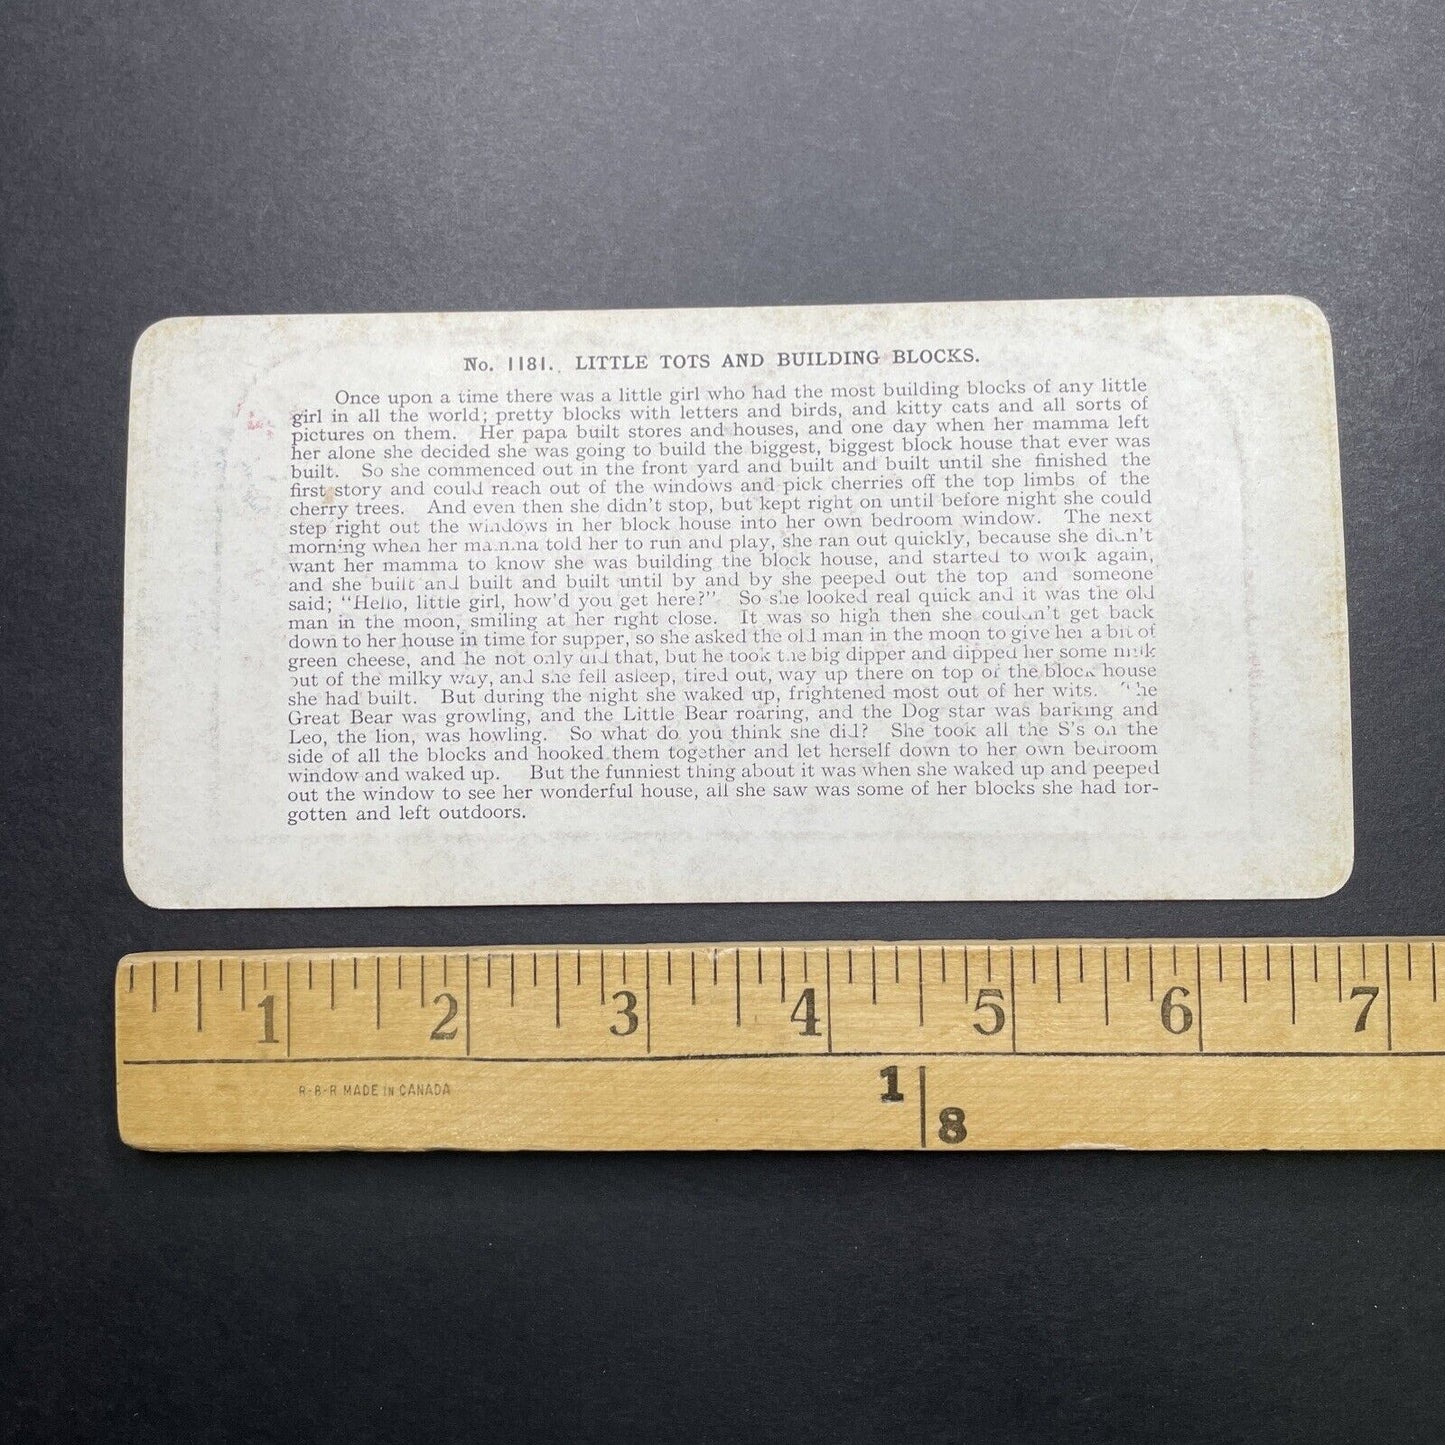 No. 1181. LITTLE TOTS AND BUILDING BLOCKS.
Once upon a time there was a little girl who had the most building blocks of any little
girl in all the world; pretty blocks with letters and birds, and kitty cats and all sorts of
pictures on them. Her papa built stores and houses, and one day when her mamma left
her alone she decided she was going to build the biggest, biggest block house that ever was
built. So she commenced out in the front yard and built and built until she finished the
first story and could reach out of the windows and pick cherries off the top limbs of the
cherry trees. And even then she didn't stop, but kept right on until before night she could
step right out the windows in her block house into her own bedroom window. The next
morning when her mamma told her to run and play, she ran out quickly, because she didn't
want her mamma to know she was building the block house, and started to work again,
and she built and built and built until by and by she peeped out the top and someone
said; "Hello, little girl, how'd you get here?" So she looked real quick and it was the old
man in the moon, smiling at her right close. It was so high then she couldn't get back
down to her house in time for supper, so she asked the old man in the moon to give her a bit of
green cheese, and he not only did that, but he took the big dipper and dipped her some milk
out of the milky way, and she fell asleep, tired out, way up there on top of the block house
she had built. But during the night she waked up, frightened most out of her wits. The
Great Bear was growling, and the Little Bear roaring, and the Dog star was barking and
Leo, the lion, was howling. So what do you think she did? She took all the S's on the
side of all the blocks and hooked them together and let herself down to her own bedroom
window and waked up. But the funniest thing about it was when she waked up and peeped
out the window to see her wonderful house, all she saw was some of her blocks she had for-
gotten and left outdoors.
1 2 3 4 5 6 7
R-B-R MADE IN CANADA
1
8